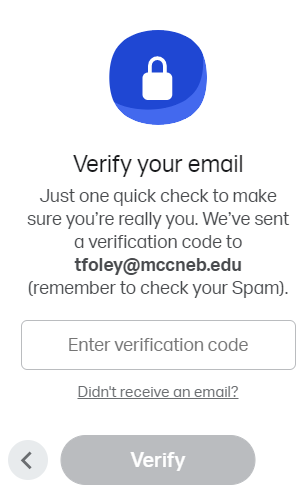 Verify your email
Just one quick check to make
sure you're really you. We've sent
a verification code to
tfoley@mccneb.edu
(remember to check your Spam).
Enter verification code
Didn't receive an email?
Verify